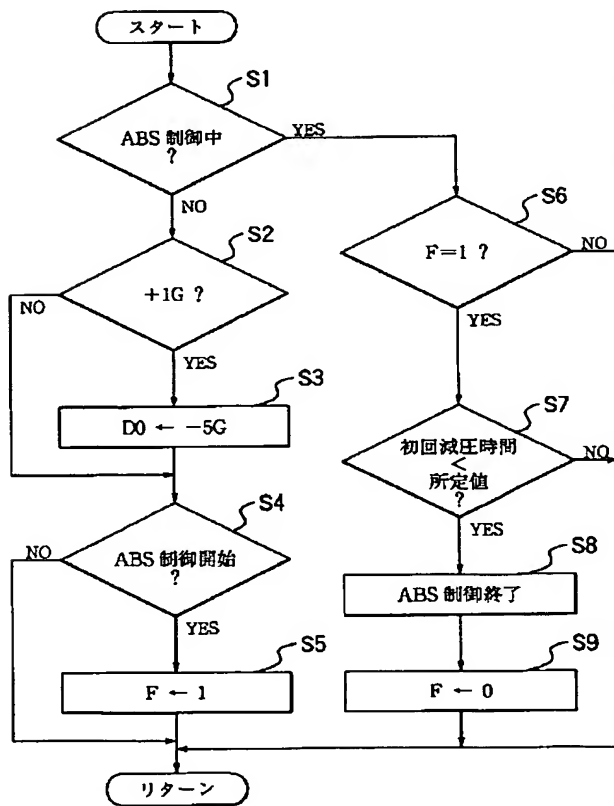 スタート
S1
ABS 制御中
?
YES
NO
S2
+1G ?
NO
YES
S3
D0 ← −5G
S4
ABS 制御開始
?
NO
YES
S5
F ← 1
S6
F=1 ?
NO
YES
S7
初回減圧時間
<
所定値
?
NO
YES
S8
ABS 制御終了
S9
F ← 0
リターン